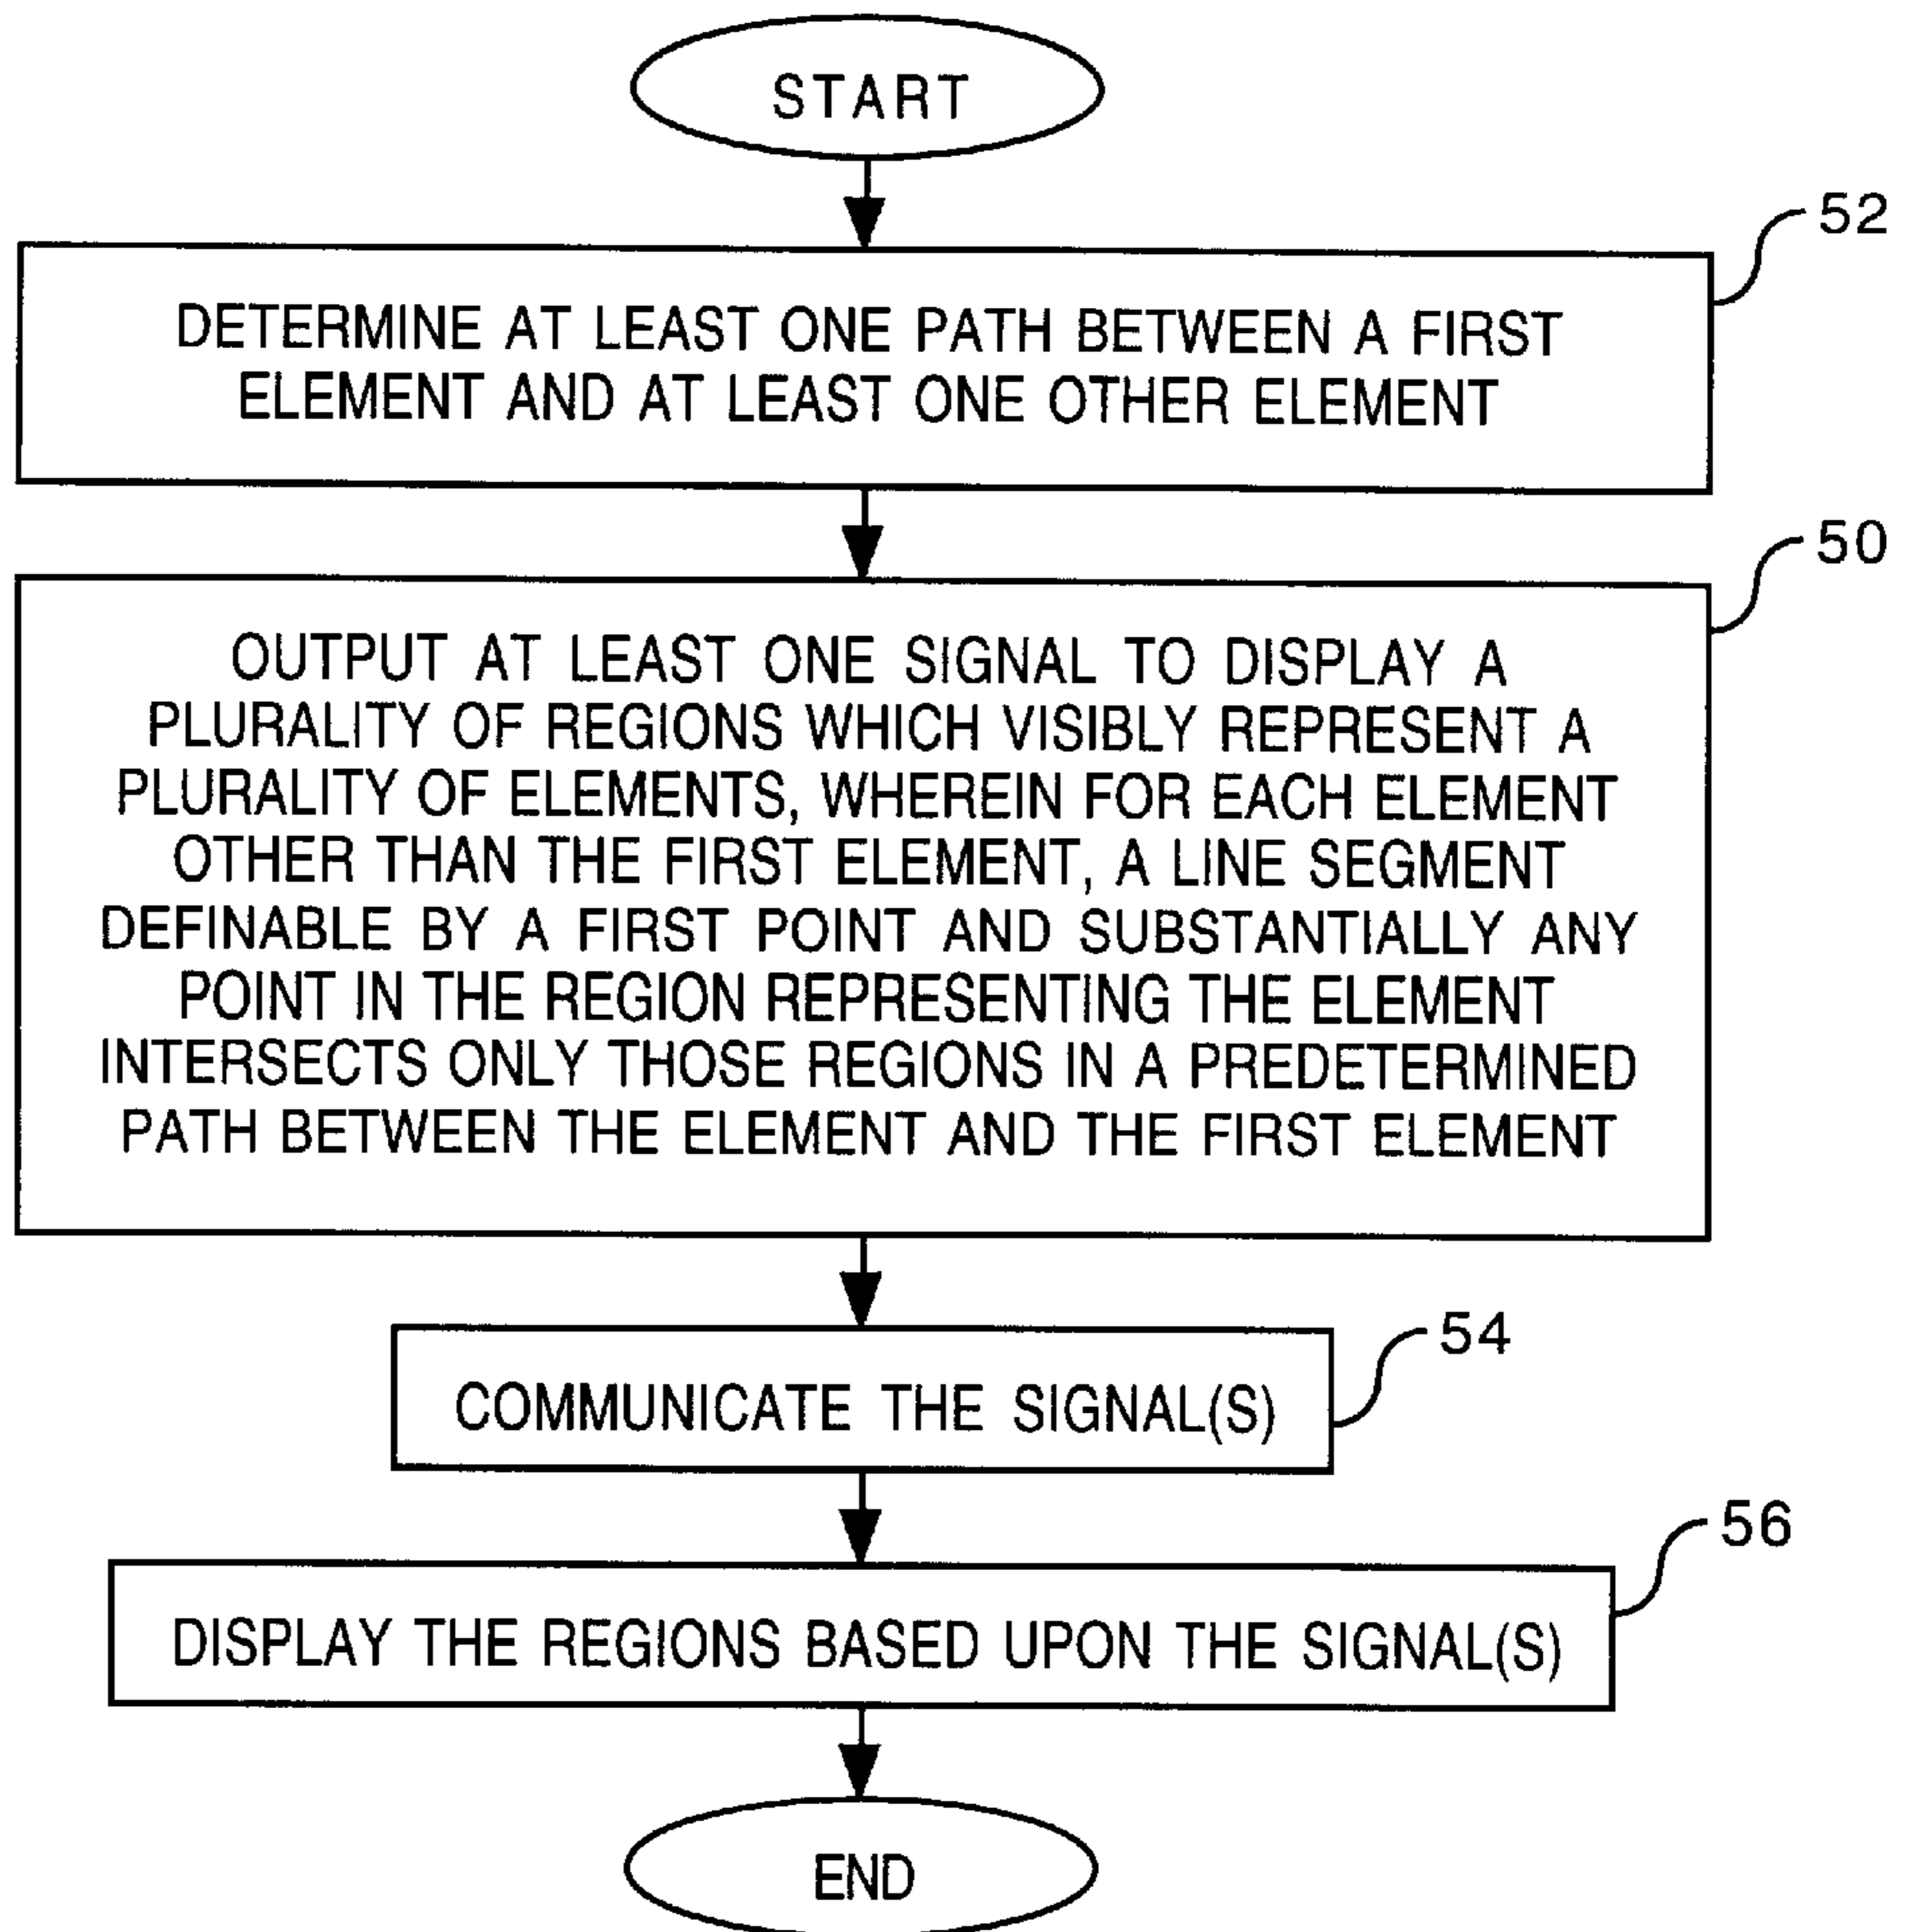 START
52
DETERMINE AT LEAST ONE PATH BETWEEN A FIRST
ELEMENT AND AT LEAST ONE OTHER ELEMENT
50
OUTPUT AT LEAST ONE SIGNAL TO DISPLAY A
PLURALITY OF REGIONS WHICH VISIBLY REPRESENT A
PLURALITY OF ELEMENTS, WHEREIN FOR EACH ELEMENT
OTHER THAN THE FIRST ELEMENT, A LINE SEGMENT
DEFINABLE BY A FIRST POINT AND SUBSTANTIALLY ANY
POINT IN THE REGION REPRESENTING THE ELEMENT
INTERSECTS ONLY THOSE REGIONS IN A PREDETERMINED
PATH BETWEEN THE ELEMENT AND THE FIRST ELEMENT
54
COMMUNICATE THE SIGNAL(S)
56
DISPLAY THE REGIONS BASED UPON THE SIGNAL(S)
END